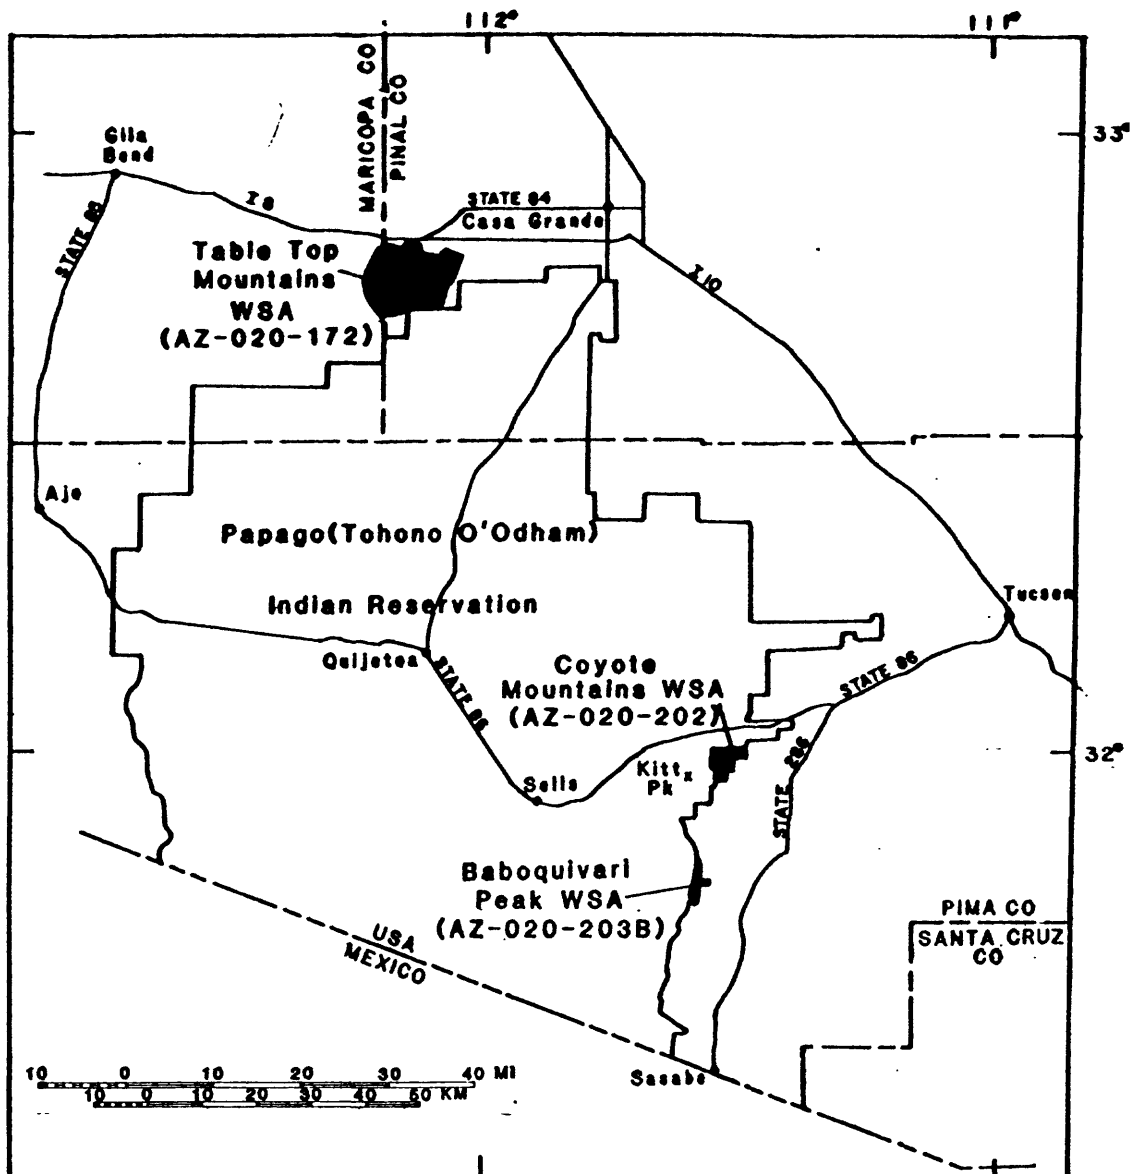 112°
111°
MARICOPA CO
PINAL CO
33°
Gila
Bend
I 8
STATE 84
Casa Grande
STATE 85
Table Top
Mountains
WSA
(AZ-020-172)
I 10
Ajo
Papago(Tohono O'Odham)
Indian Reservation
Tucson
Quijotoa
STATE 86
Coyote
Mountains WSA
(AZ-020-202)
STATE 86
32°
Kitt x
Pk
STATE 286
Sells
Baboquivari
Peak WSA
(AZ-020-203B)
PIMA CO
SANTA CRUZ
CO
USA
MEXICO
Sasabe
10 0 10 20 30 40 MI
10 0 10 20 30 40 50 KM